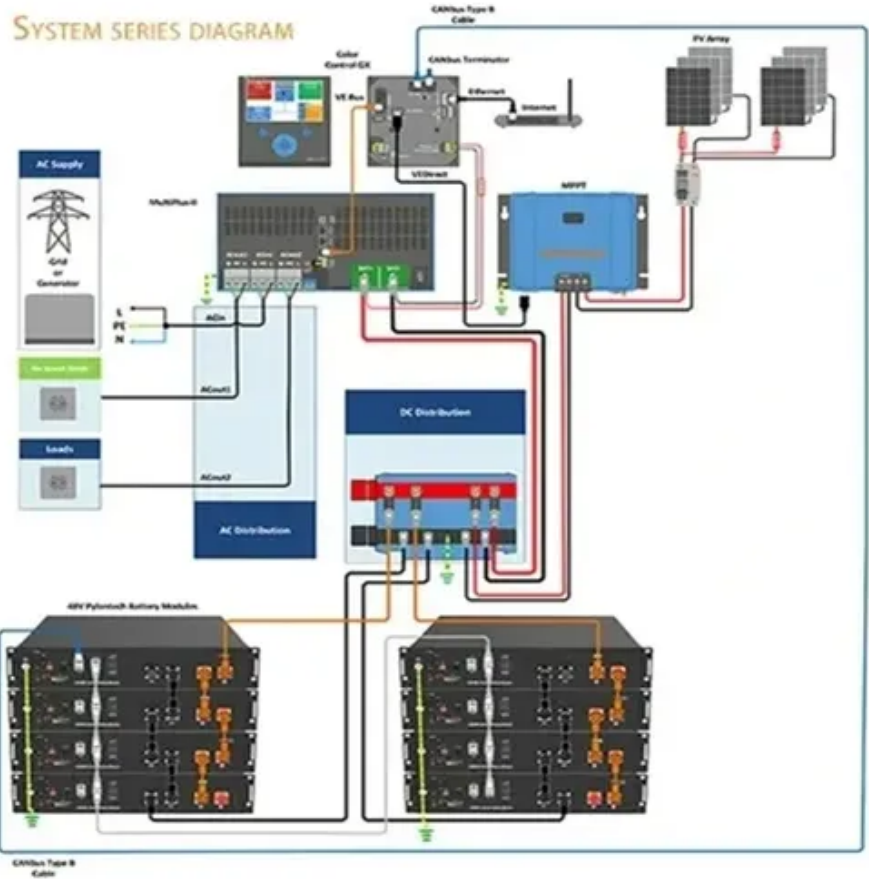 SYSTEM SERIES DIAGRAM
CANbus Type B
Cable
Color
Control GX
CANbus Terminator
PV Array
VE Bus
Ethernet
Internet
AC Supply
VEDirect
MultiPlus-II
MPPT
Grid
or
Generator
L
PE
N
ACin
ACout1
DC Distribution
Loads
ACout2
AC Distribution
48V Pylontech Battery Modules
CANbus Type B
Cable